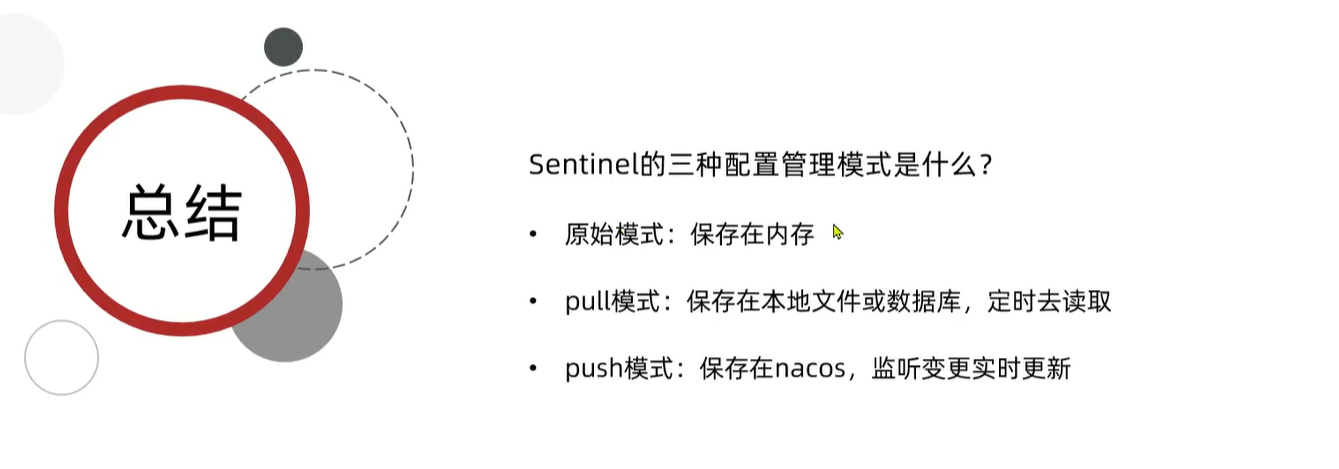 总结
Sentinel的三种配置管理模式是什么？
• 原始模式：保存在内存
• pull模式：保存在本地文件或数据库，定时去读取
• push模式：保存在nacos，监听变更实时更新